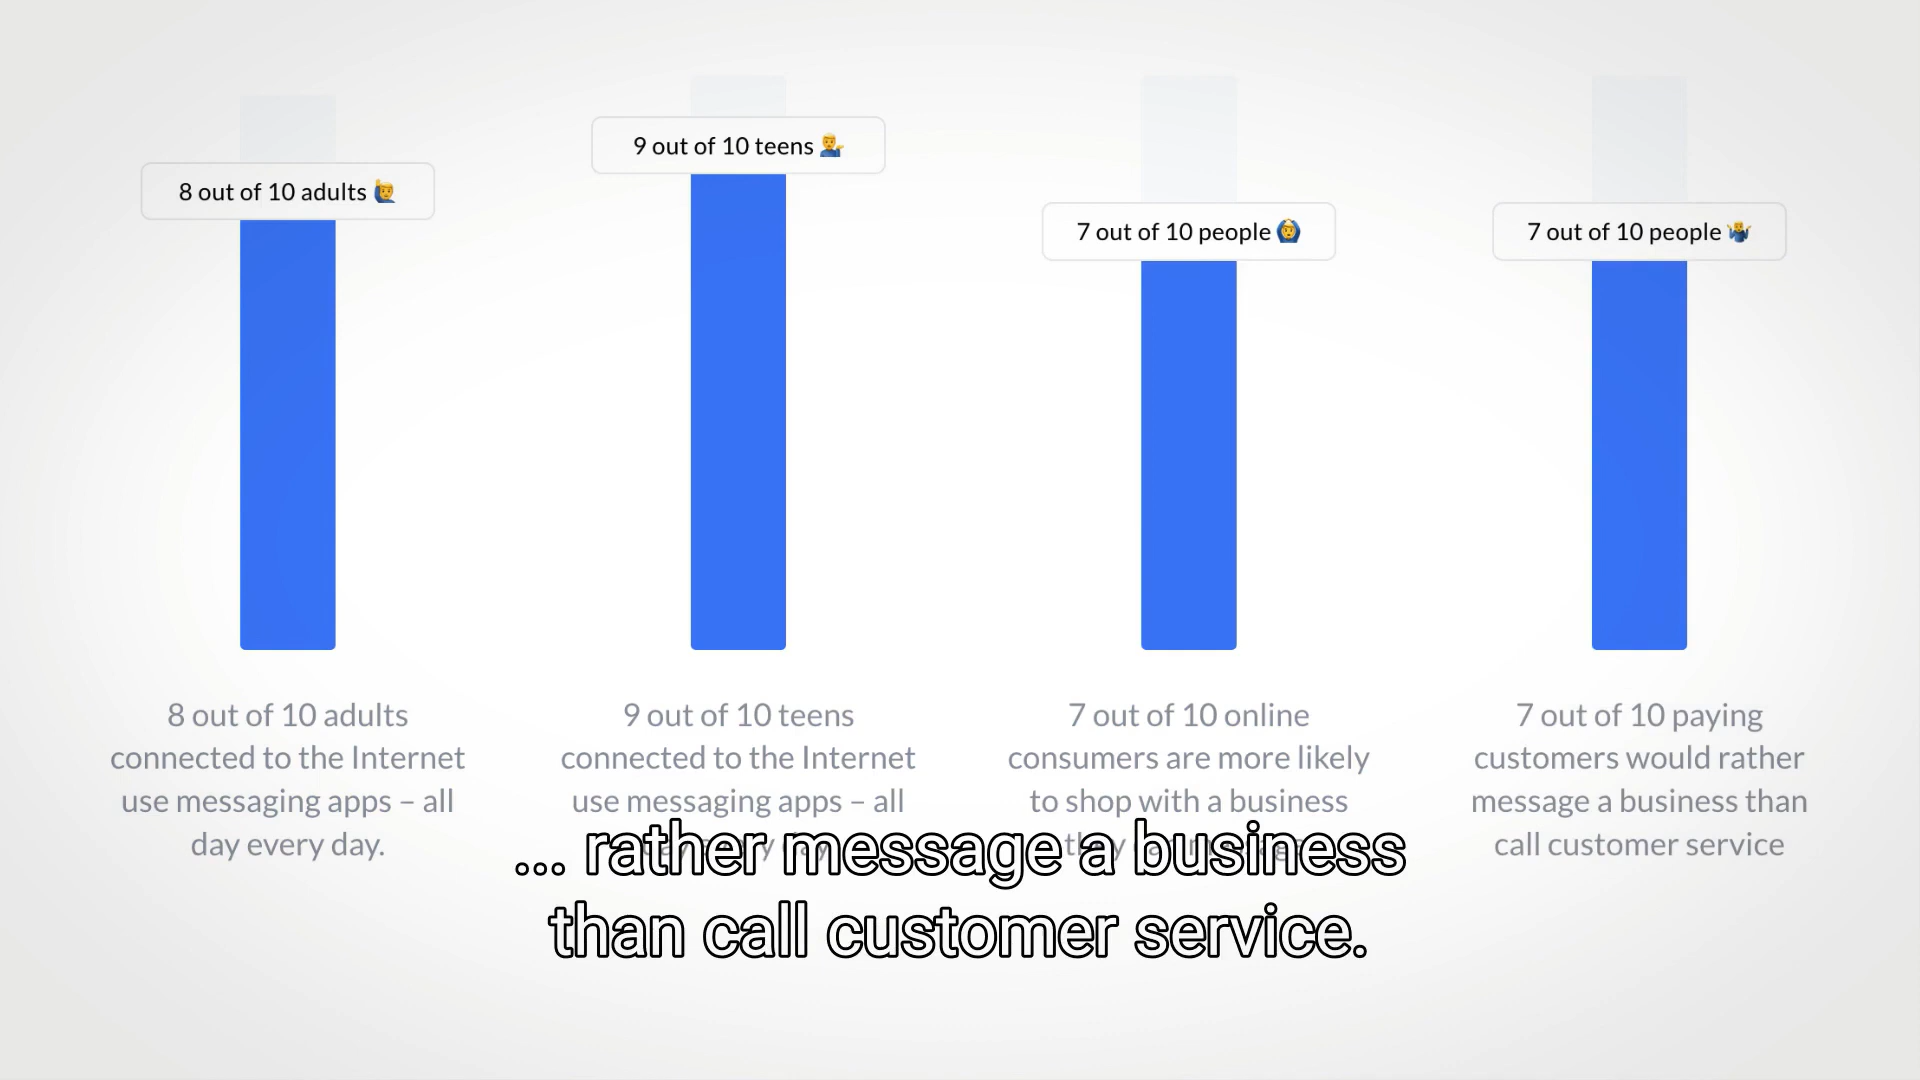 8 out of 10 adults
9 out of 10 teens
7 out of 10 people
7 out of 10 people
8 out of 10 adults
connected to the Internet
use messaging apps – all
day every day.
9 out of 10 teens
connected to the Internet
use messaging apps – all
7 out of 10 online
consumers are more likely
to shop with a business
7 out of 10 paying
customers would rather
message a business than
call customer service
... rather message a business
than call customer service.